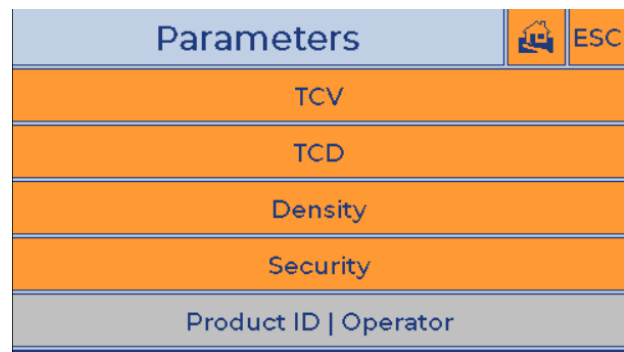 Parameters
ESC
TCV
TCD
Density
Security
Product ID | Operator